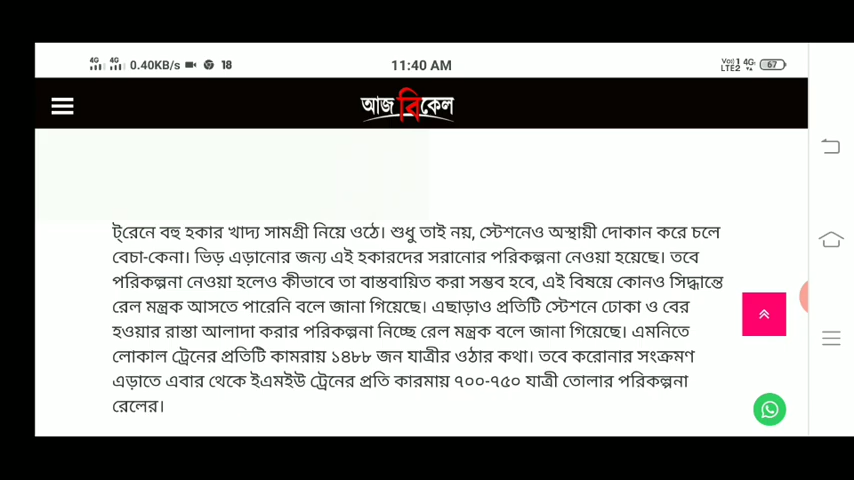 4G 4G 0.40KB/s 18 11:40 AM Vo) 1 4G LTE2 67
আজ বিকেল
ট্রেনে বহু হকার খাদ্য সামগ্রী নিয়ে ওঠে। শুধু তাই নয়, স্টেশনেও অস্থায়ী দোকান করে চলে
বেচা-কেনা। ভিড় এড়ানোর জন্য এই হকারদের সরানোর পরিকল্পনা নেওয়া হয়েছে। তবে
পরিকল্পনা নেওয়া হলেও কীভাবে তা বাস্তবায়িত করা সম্ভব হবে, এই বিষয়ে কোনও সিদ্ধান্তে
রেল মন্ত্রক আসতে পারেনি বলে জানা গিয়েছে। এছাড়াও প্রতিটি স্টেশনে ঢোকা ও বের
হওয়ার রাস্তা আলাদা করার পরিকল্পনা নিচ্ছে রেল মন্ত্রক বলে জানা গিয়েছে। এমনিতে
লোকাল ট্রেনের প্রতিটি কামরায় ১৪৮৮ জন যাত্রীর ওঠার কথা। তবে করোনার সংক্রমণ
এড়াতে এবার থেকে ইএমইউ ট্রেনের প্রতি কারমায় ৭০০-৭৫০ যাত্রী তোলার পরিকল্পনা
রেলের।